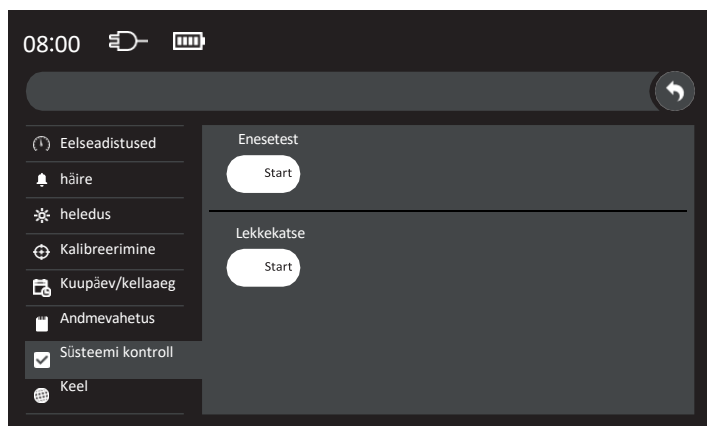 08:00
Eelseadistused
häire
heledus
Kalibreerimine
Kuupäev/kellaaeg
Andmevahetus
Süsteemi kontroll
Keel
Enesetest
Start
Lekkekatse
Start